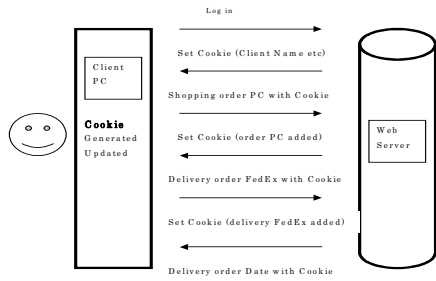 Log in
Set Cookie (Client Name etc)
Client
PC
Shopping order PC with Cookie
Cookie
Generated
Updated
Set Cookie (order PC added)
Web
Server
Delivery order FedEx with Cookie
Set Cookie (delivery FedEx added)
Delivery order Date with Cookie